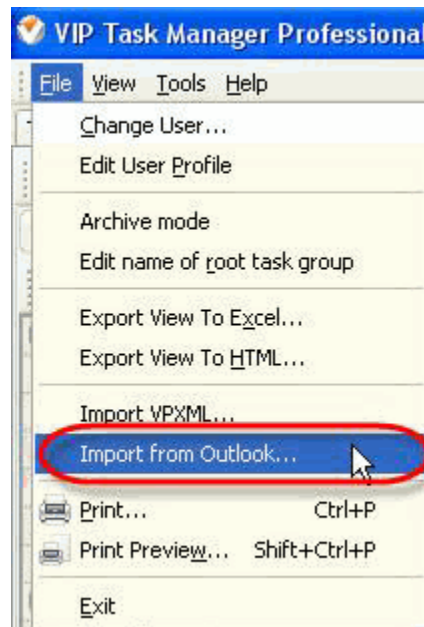 VIP Task Manager Professional
File View Tools Help
Change User...
Edit User Profile
Archive mode
Edit name of root task group
Export View To Excel...
Export View To HTML...
Import VPXML...
Import from Outlook...
Print... Ctrl+P
Print Preview... Shift+Ctrl+P
Exit